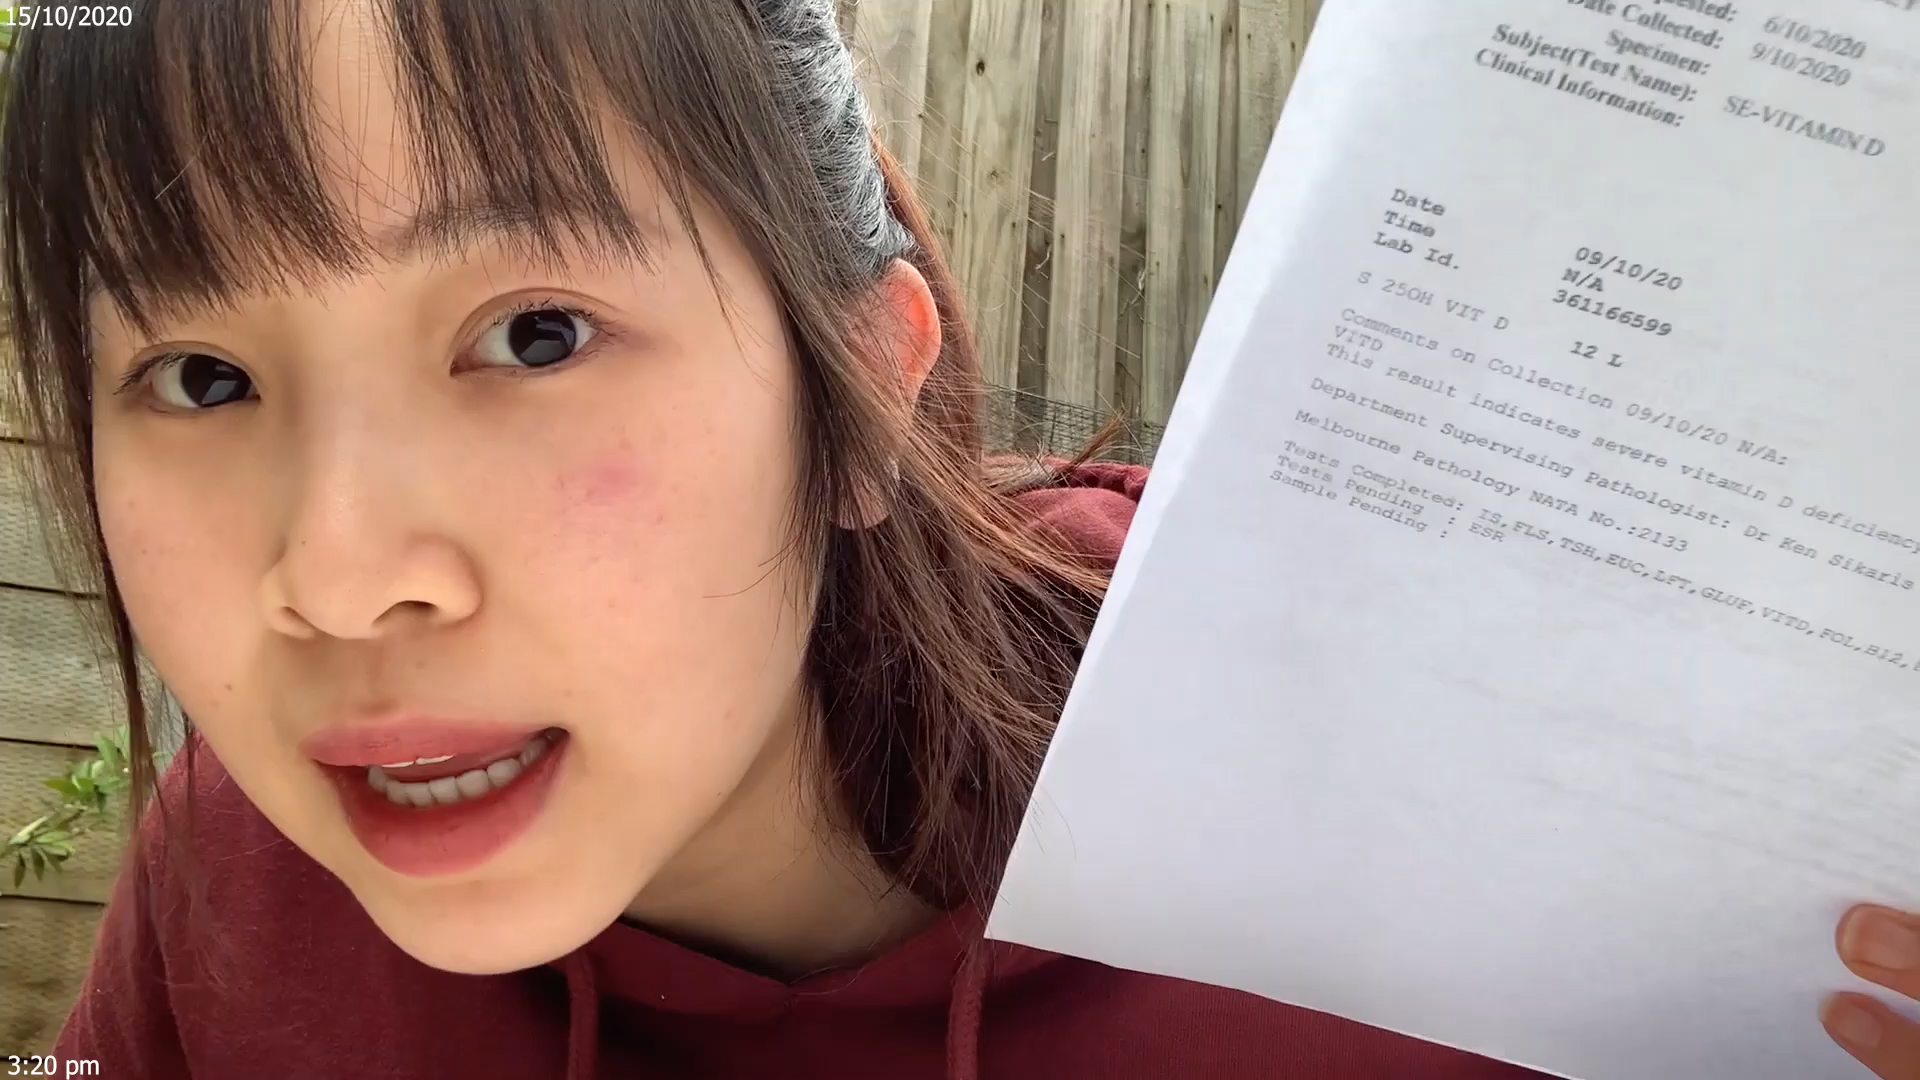 15/10/2020
Date Collected: 6/10/2020
Specimen: 9/10/2020
Subject(Test Name): SE-VITAMIN D
Clinical Information:
Date 09/10/20
Time N/A
Lab Id. 361166599
S 25OH VIT D 12 L
Comments on Collection 09/10/20 N/A:
VITD
This result indicates severe vitamin D deficiency
Department Supervising Pathologist: Dr Ken Sikaris
Melbourne Pathology NATA No.:2133
Tests Completed: IS,FLS,TSH,EUC,LFT,GLUF,VITD,FOL,B12,
Tests Pending : ESR
Sample Pending :
3:20 pm